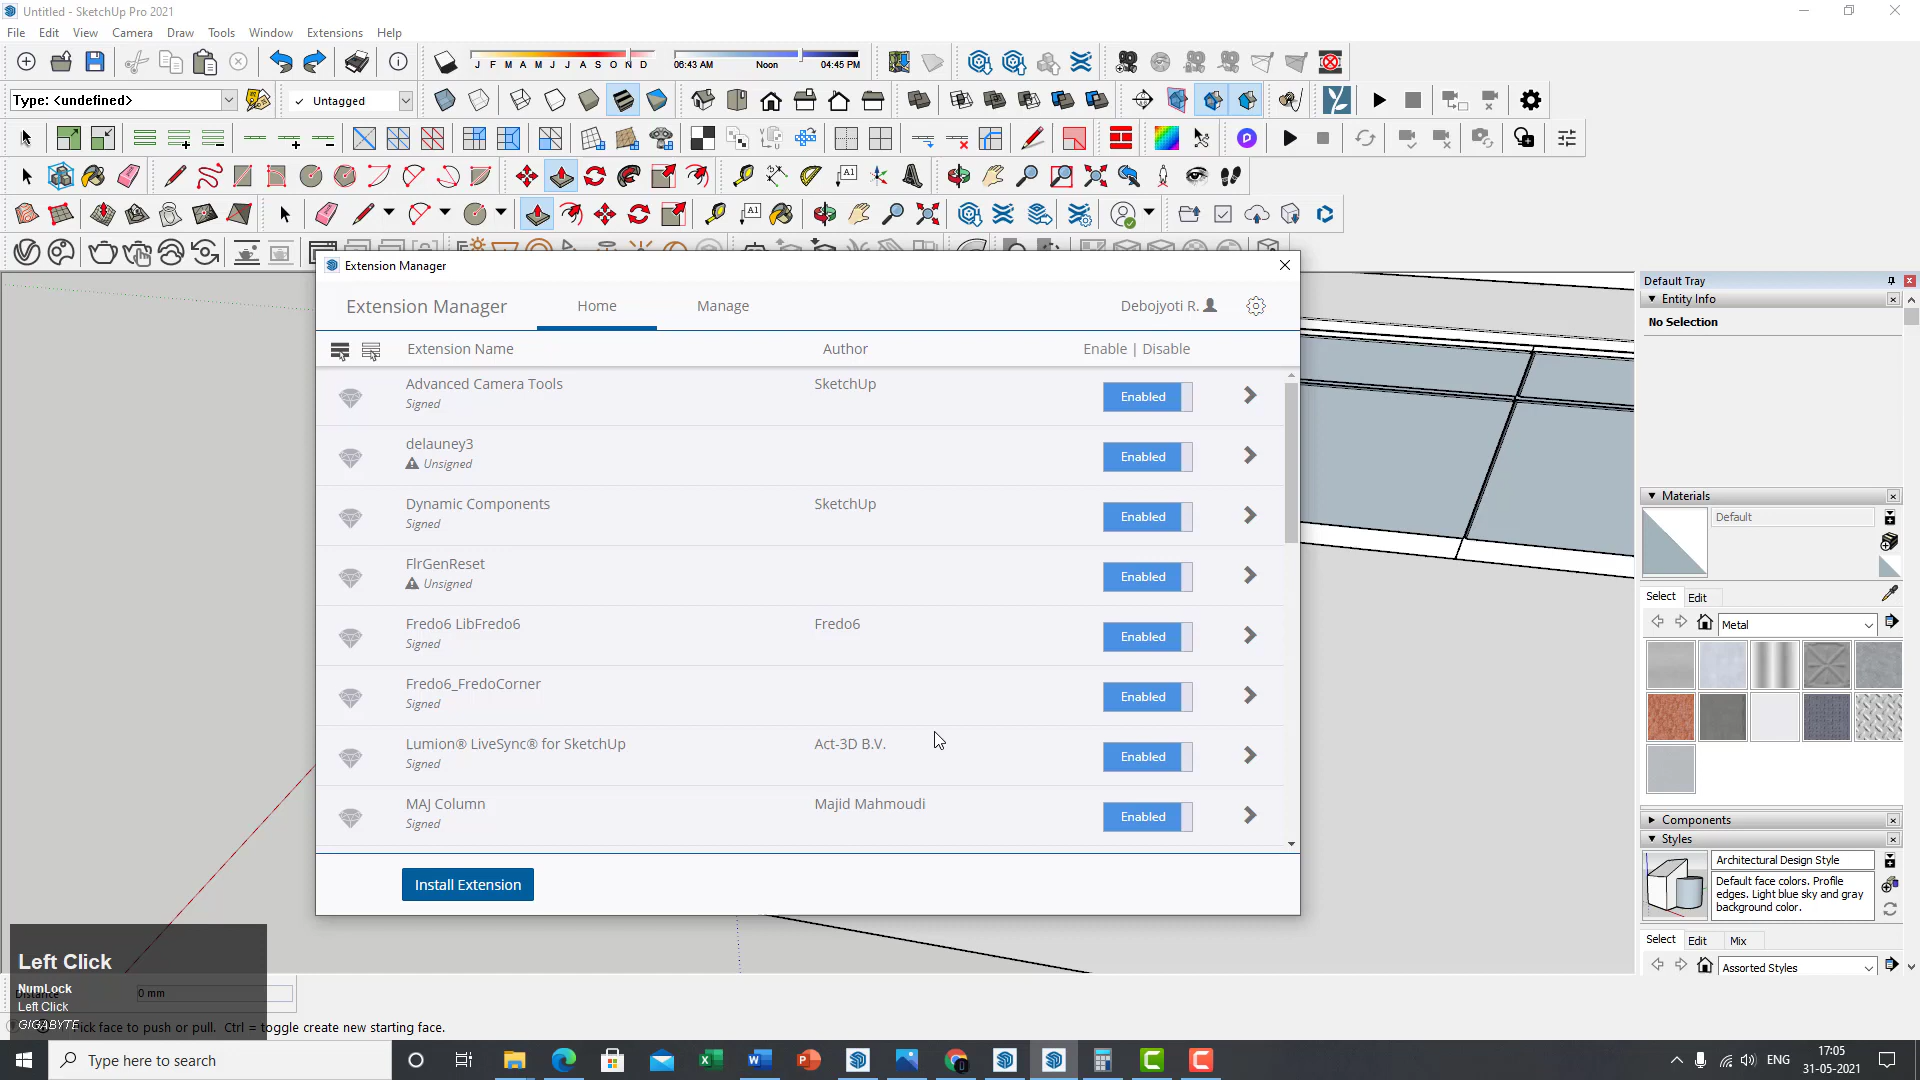 Untitled - SketchUp Pro 2021
File Edit View Camera Draw Tools Window Extensions Help
J F M A M J J A S O N D
06:43 AM Noon 04:45 PM
Type: <undefined>
Untagged
Extension Manager
Extension Manager Home Manage Debojyoti R.
Extension Name Author Enable | Disable
Advanced Camera Tools SketchUp Enabled
Signed
delauney3 Enabled
Unsigned
Dynamic Components SketchUp Enabled
Signed
FlrGenReset Enabled
Unsigned
Fredo6 LibFredo6 Fredo6 Enabled
Signed
Fredo6_FredoCorner Enabled
Signed
Lumion® LiveSync® for SketchUp Act-3D B.V. Enabled
Signed
MAJ Column Majid Mahmoudi Enabled
Signed
Install Extension
Default Tray
Entity Info
No Selection
Materials
Default
Select Edit
Metal
Components
Styles
Architectural Design Style
Default face colors. Profile
edges. Light blue sky and gray
background color.
Select Edit Mix
Assorted Styles
Left Click
NumLock
Left Click
GIGABYTE
Distance 0 mm
Pick face to push or pull. Ctrl = toggle create new starting face.
Type here to search
ENG
17:05
31-05-2021